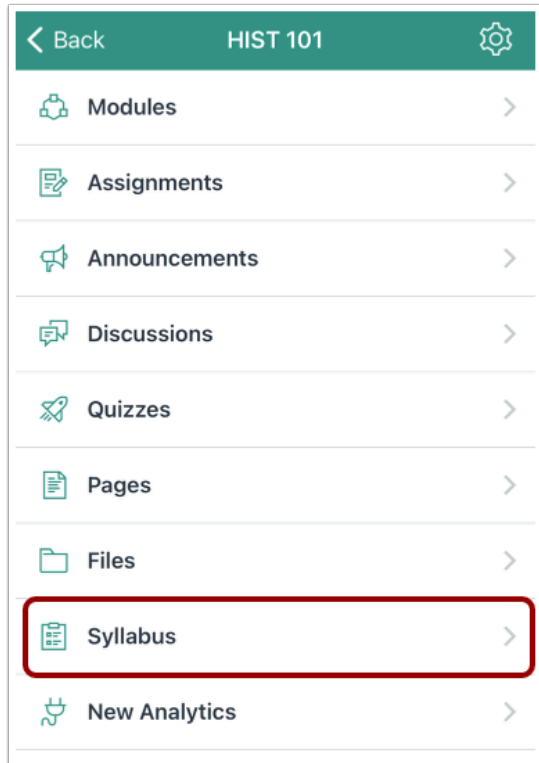 Back HIST 101
Modules
Assignments
Announcements
Discussions
Quizzes
Pages
Files
Syllabus
New Analytics